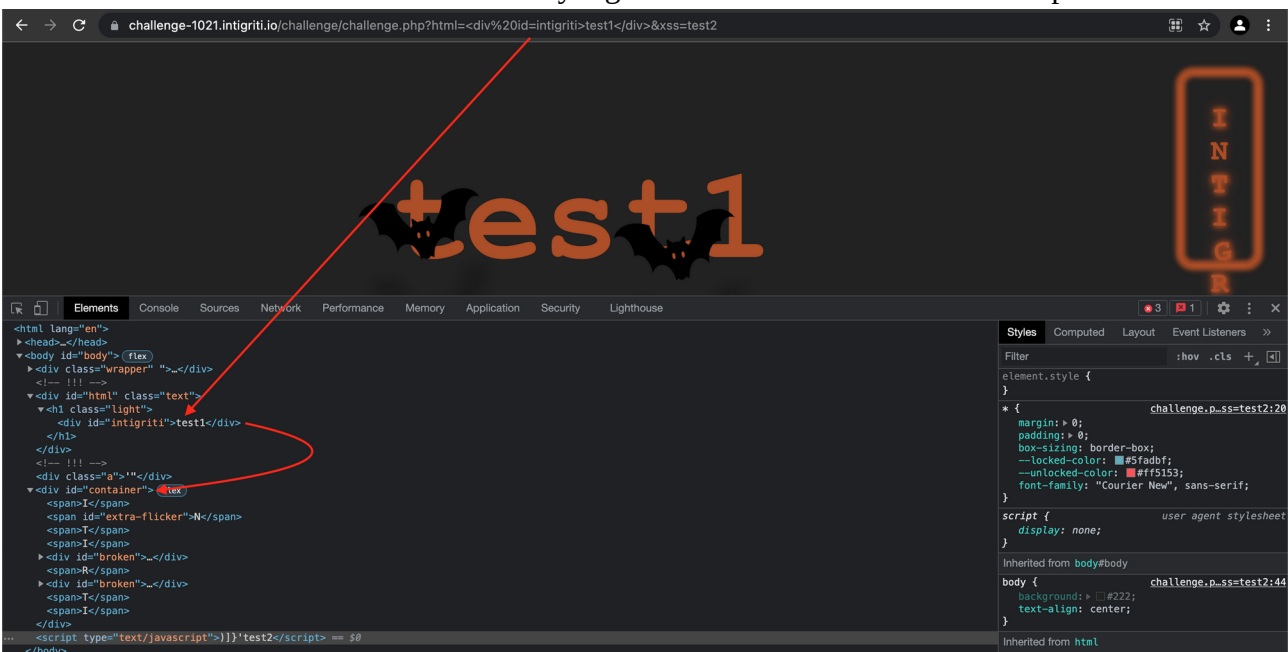 challenge-1021.intigriti.io/challenge/challenge.php?html=<div%20id=intigriti>test1</div>&xss=test2
test1
I
N
T
I
G
R
Elements Console Sources Network Performance Memory Application Security Lighthouse 3 1
<html lang="en">
<head>…</head>
<body id="body"> flex
<div class="wrapper" ">…</div>
<!-- !!! -->
<div id="html" class="text">
<h1 class="light">
<div id="intigriti">test1</div>
</h1>
</div>
<!-- !!! -->
<div class="a">'"</div>
<div id="container"> flex
<span>I</span>
<span id="extra-flicker">N</span>
<span>T</span>
<span>I</span>
<div id="broken">…</div>
<span>R</span>
<div id="broken">…</div>
<span>T</span>
<span>I</span>
</div>
<script type="text/javascript">)]}'test2</script> == $0
</body>
Styles Computed Layout Event Listeners
Filter :hov .cls
element.style {
}
* { challenge.p…ss=test2:20
margin: 0;
padding: 0;
box-sizing: border-box;
--locked-color: #5fadbf;
--unlocked-color: #ff5153;
font-family: "Courier New", sans-serif;
}
script { user agent stylesheet
display: none;
}
Inherited from body#body
body { challenge.p…ss=test2:44
background: #222;
text-align: center;
}
Inherited from html